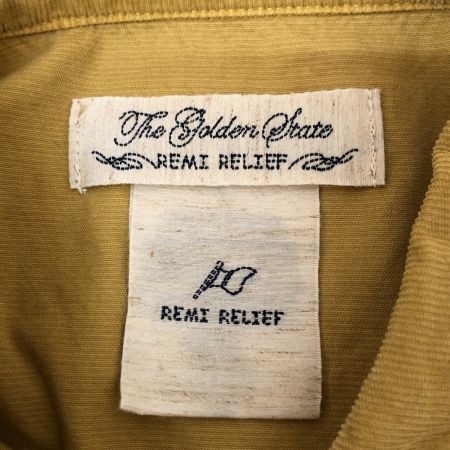 The Golden State
REMI RELIEF
REMI RELIEF